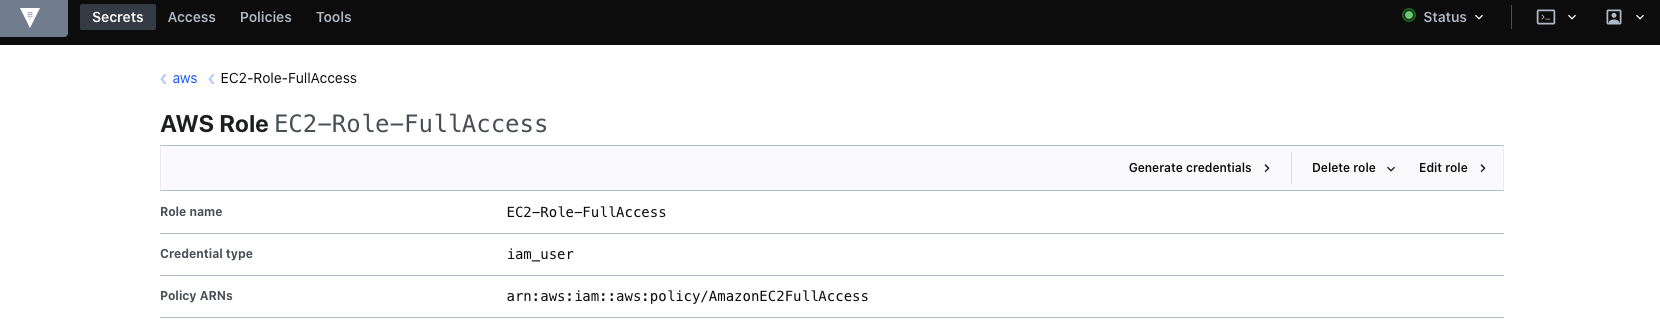 Secrets Access Policies Tools Status
aws EC2-Role-FullAccess
AWS Role EC2-Role-FullAccess
Generate credentials Delete role Edit role
Role name EC2-Role-FullAccess
Credential type iam_user
Policy ARNs arn:aws:iam::aws:policy/AmazonEC2FullAccess